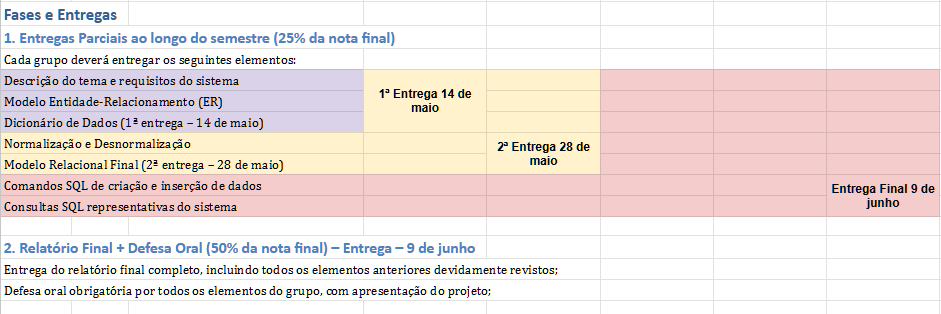 Fases e Entregas
1. Entregas Parciais ao longo do semestre (25% da nota final)
Cada grupo deverá entregar os seguintes elementos:
Descrição do tema e requisitos do sistema
Modelo Entidade-Relacionamento (ER)
1ª Entrega 14 de
maio
Dicionário de Dados (1ª entrega – 14 de maio)
Normalização e Desnormalização
Modelo Relacional Final (2ª entrega – 28 de maio)
2ª Entrega 28 de
maio
Comandos SQL de criação e inserção de dados
Consultas SQL representativas do sistema
Entrega Final 9 de
junho
2. Relatório Final + Defesa Oral (50% da nota final) – Entrega – 9 de junho
Entrega do relatório final completo, incluindo todos os elementos anteriores devidamente revistos;
Defesa oral obrigatória por todos os elementos do grupo, com apresentação do projeto;